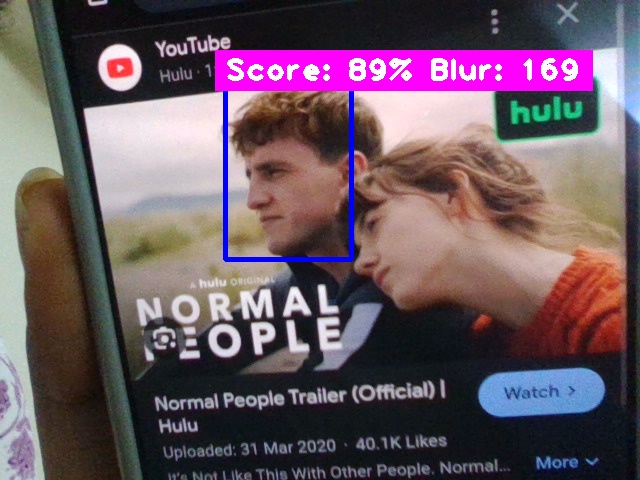 YouTube
Hulu · 1
Score: 89% Blur: 169
hulu
A hulu ORIGINAL
NORMAL
PEOPLE
Normal People Trailer (Official) |
Hulu
Watch >
Uploaded: 31 Mar 2020 · 40.1K Likes
It's Not Like This With Other People. Normal...
More